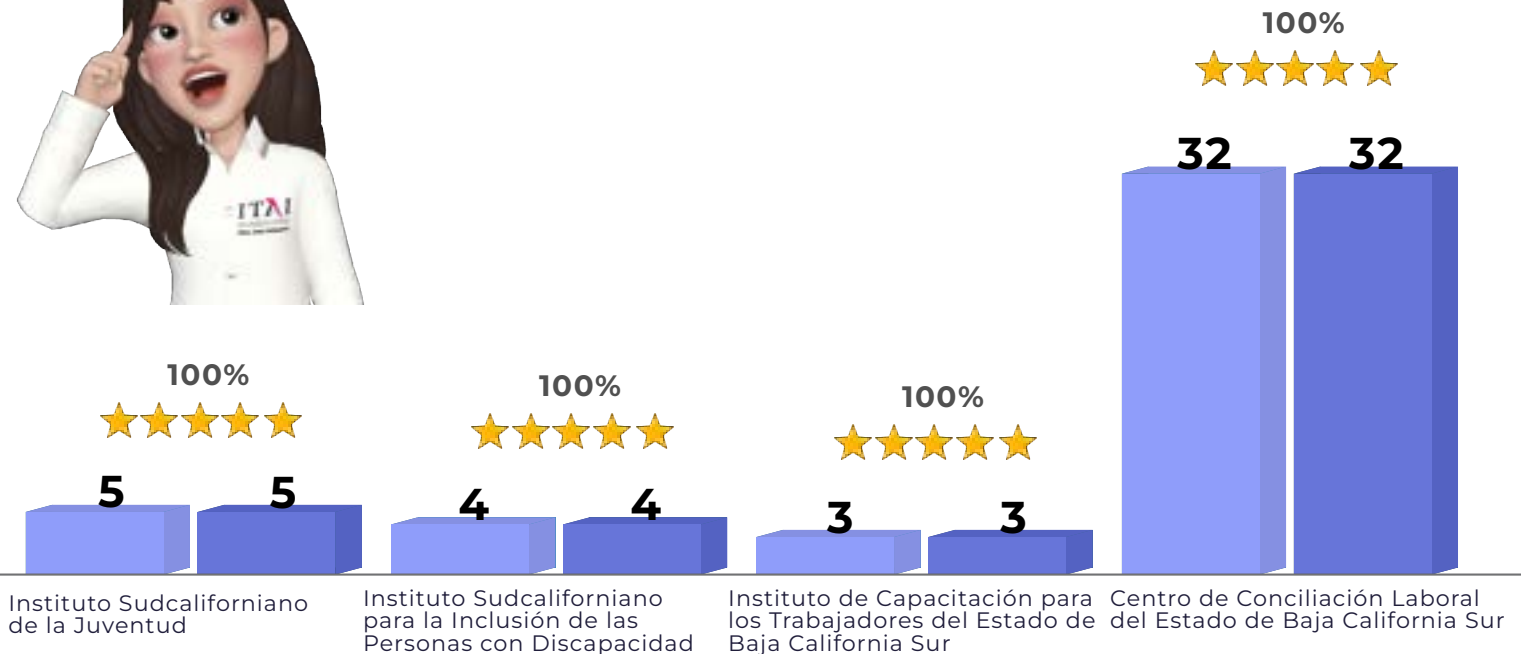 100%
32
32
ITAI
100%
100%
100%
5
5
4
4
3
3
Instituto Sudcaliforniano
de la Juventud
Instituto Sudcaliforniano
para la Inclusión de las
Personas con Discapacidad
Instituto de Capacitación para
los Trabajadores del Estado de
Baja California Sur
Centro de Conciliación Laboral
del Estado de Baja California Sur